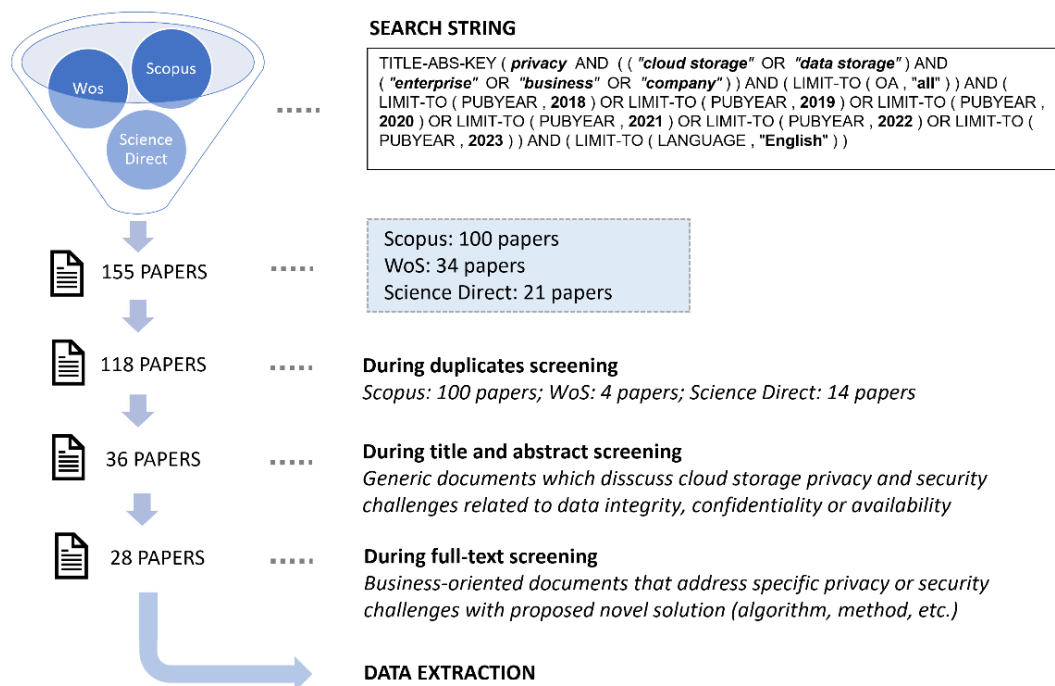 Wos
Scopus
Science
Direct
SEARCH STRING
TITLE-ABS-KEY ( privacy AND ( ( "cloud storage" OR "data storage" ) AND
( "enterprise" OR "business" OR "company" ) ) AND ( LIMIT-TO ( OA , "all" ) ) AND (
LIMIT-TO ( PUBYEAR , 2018 ) OR LIMIT-TO ( PUBYEAR , 2019 ) OR LIMIT-TO ( PUBYEAR ,
2020 ) OR LIMIT-TO ( PUBYEAR , 2021 ) OR LIMIT-TO ( PUBYEAR , 2022 ) OR LIMIT-TO (
PUBYEAR , 2023 ) ) AND ( LIMIT-TO ( LANGUAGE , "English" ) )
155 PAPERS
Scopus: 100 papers
WoS: 34 papers
Science Direct: 21 papers
118 PAPERS
During duplicates screening
Scopus: 100 papers; WoS: 4 papers; Science Direct: 14 papers
36 PAPERS
During title and abstract screening
Generic documents which disscuss cloud storage privacy and security
challenges related to data integrity, confidentiality or availability
28 PAPERS
During full-text screening
Business-oriented documents that address specific privacy or security
challenges with proposed novel solution (algorithm, method, etc.)
DATA EXTRACTION